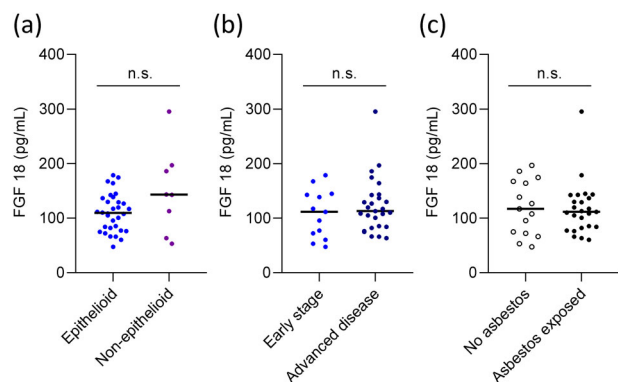 (a)
n.s.
FGF 18 (pg/mL)
400
300
200
100
0
Epithelioid
Non-epithelioid
(b)
n.s.
FGF 18 (pg/mL)
400
300
200
100
0
Early stage
Advanced disease
(c)
n.s.
FGF 18 (pg/mL)
400
300
200
100
0
No asbestos
Asbestos exposed